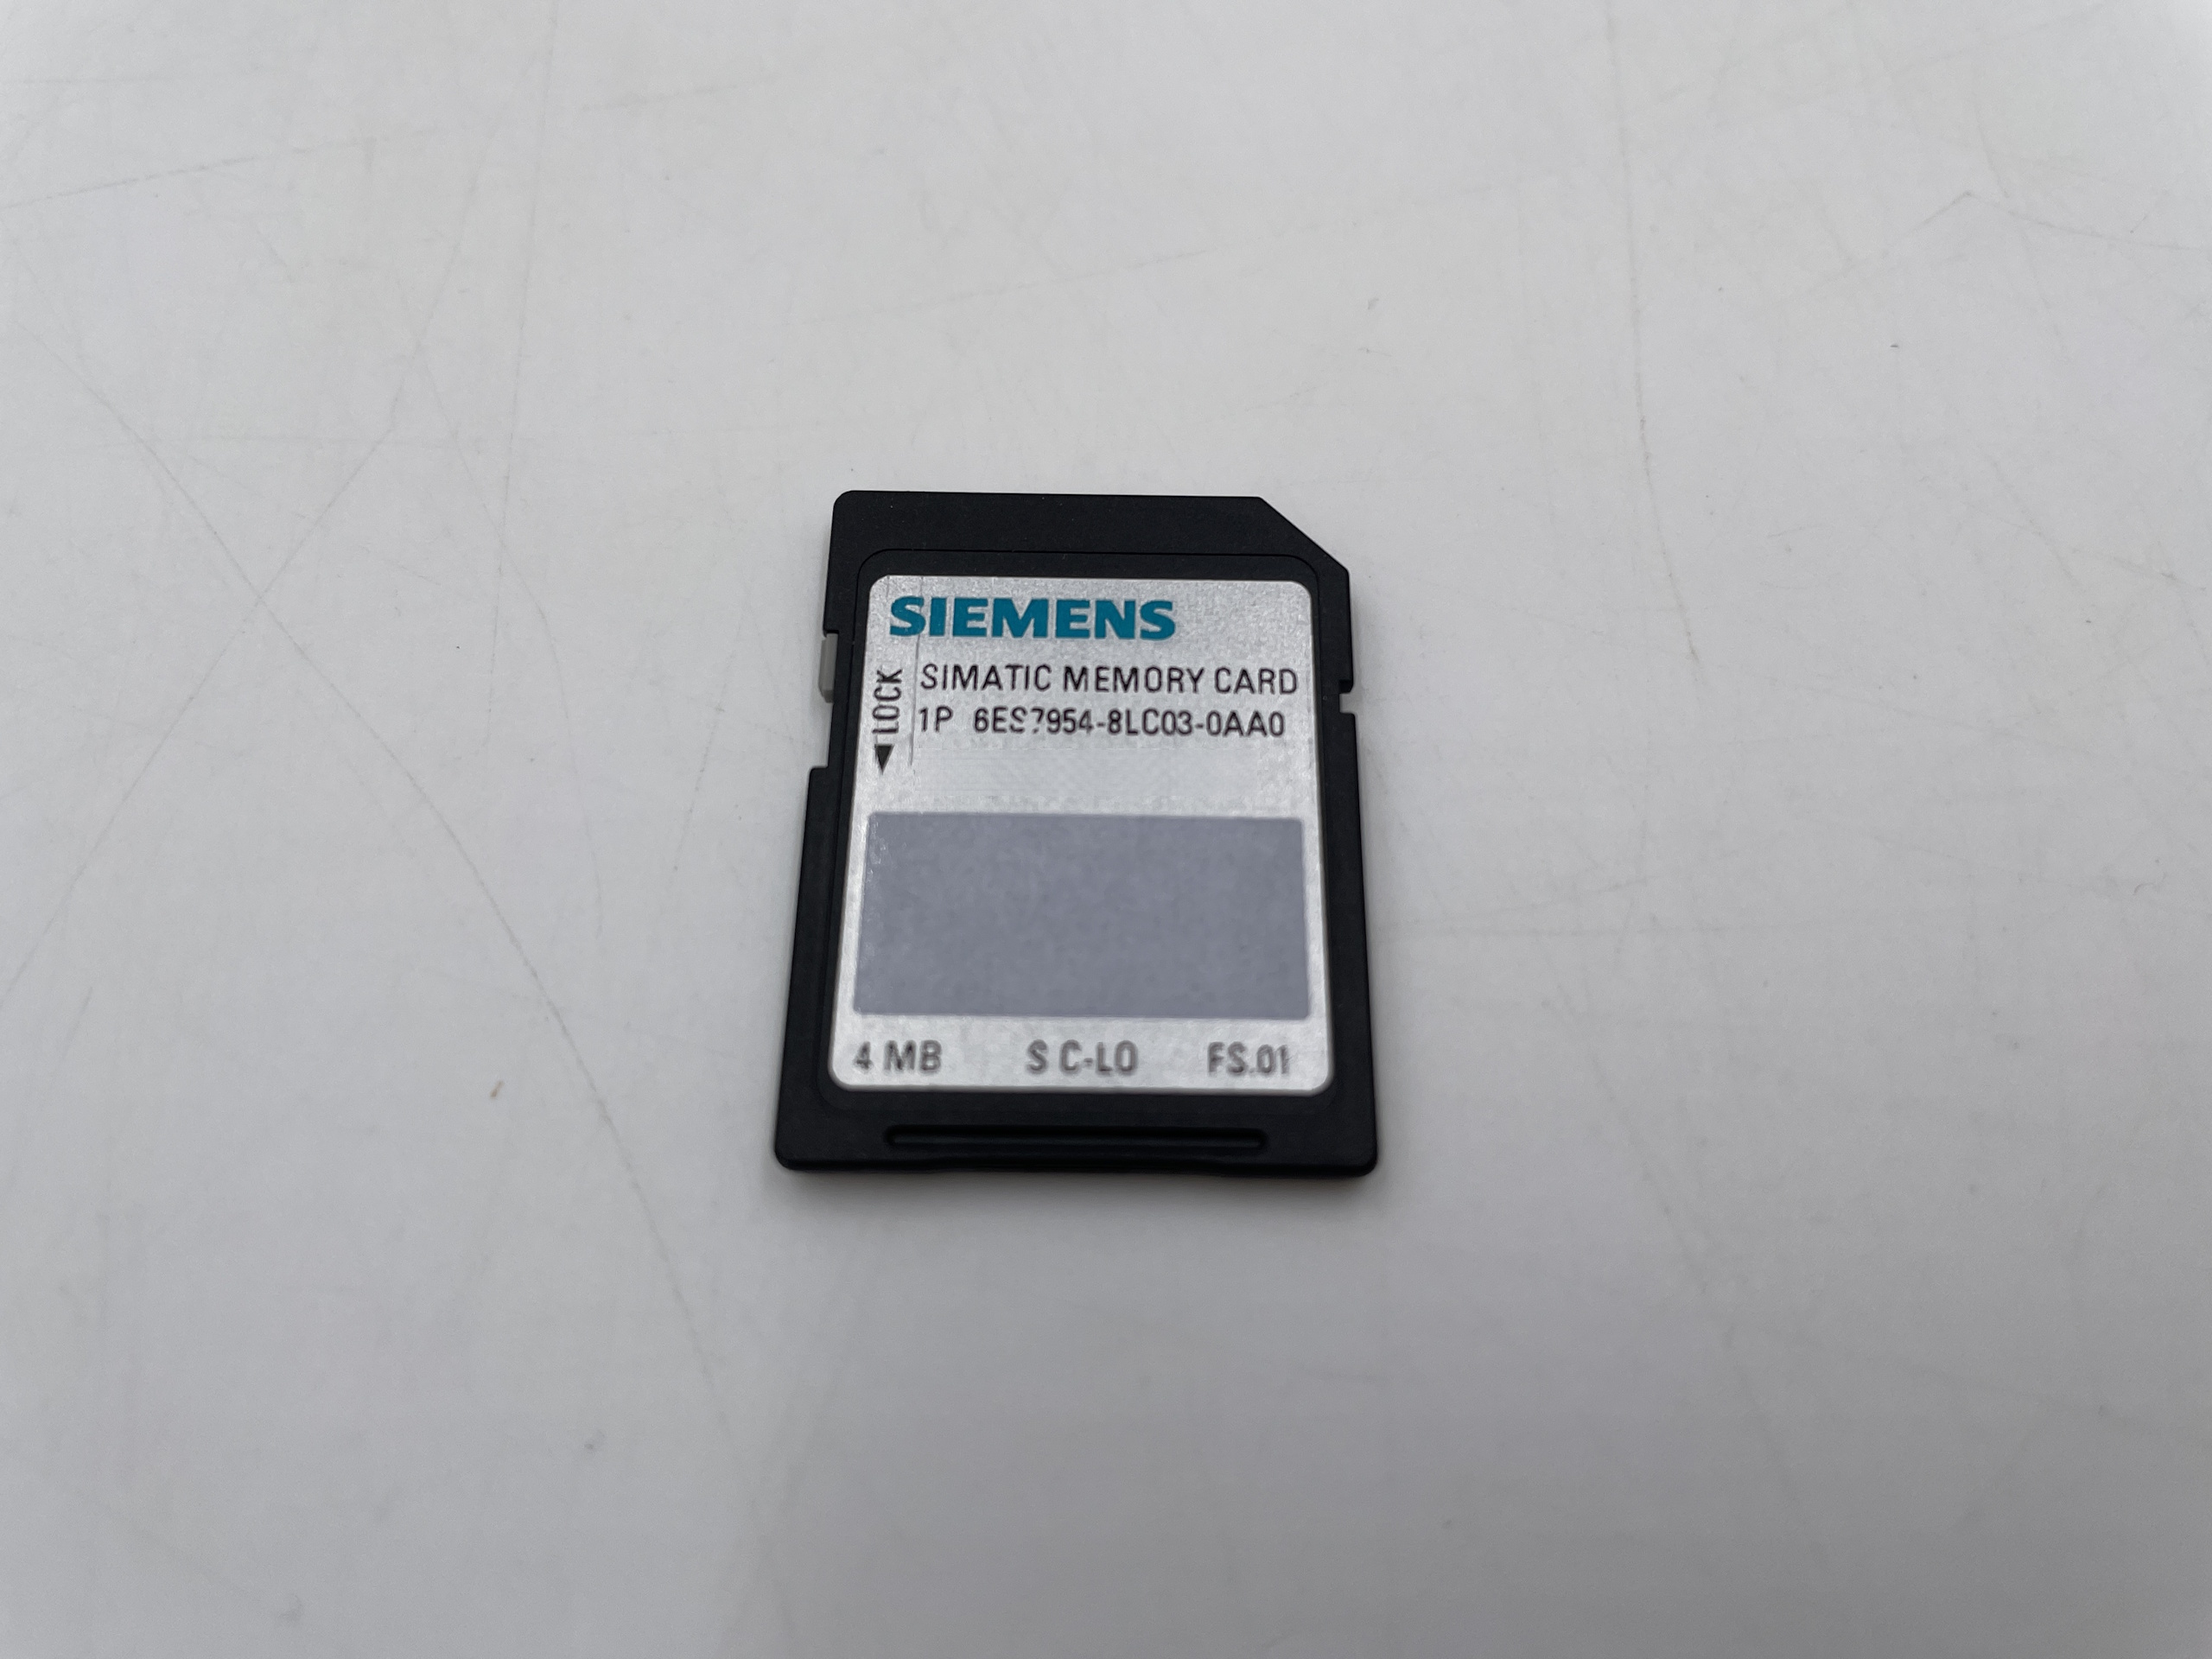 SIEMENS
LOCK
SIMATIC MEMORY CARD
1P 6ES7954-8LC03-0AA0
4 MB S C-LO FS.01